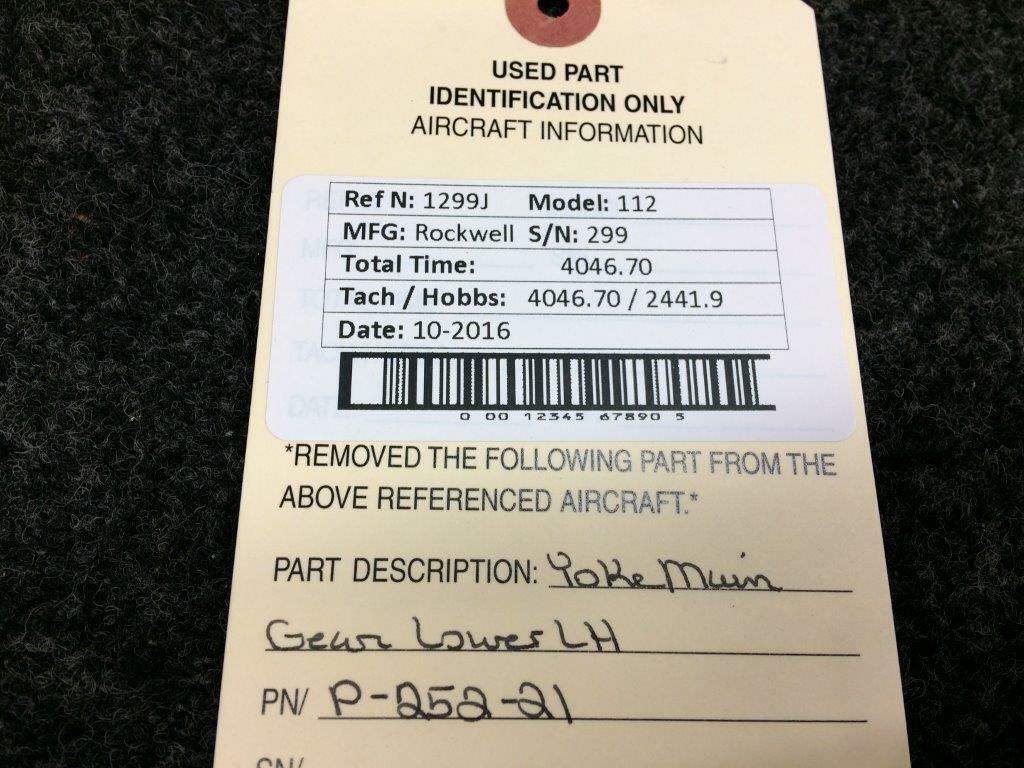 USED PART
IDENTIFICATION ONLY
AIRCRAFT INFORMATION
Ref N: 1299J Model: 112
MFG: Rockwell S/N: 299
Total Time: 4046.70
Tach / Hobbs: 4046.70 / 2441.9
Date: 10-2016
0 00 12345 67890 5
*REMOVED THE FOLLOWING PART FROM THE
ABOVE REFERENCED AIRCRAFT.*
PART DESCRIPTION: Yoke Main
Gear Lower LH
PN/ P-252-21
SN/